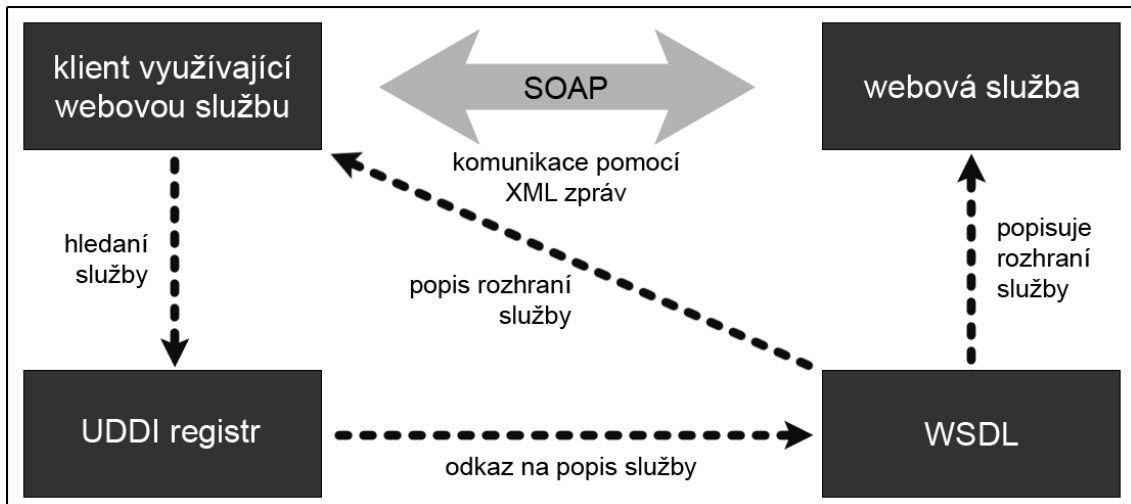 klient využívající
webovou službu
SOAP
webová služba
komunikace pomocí
XML zpráv
hledaní
služby
popis rozhraní
služby
popisuje
rozhraní
služby
UDDI registr
odkaz na popis služby
WSDL